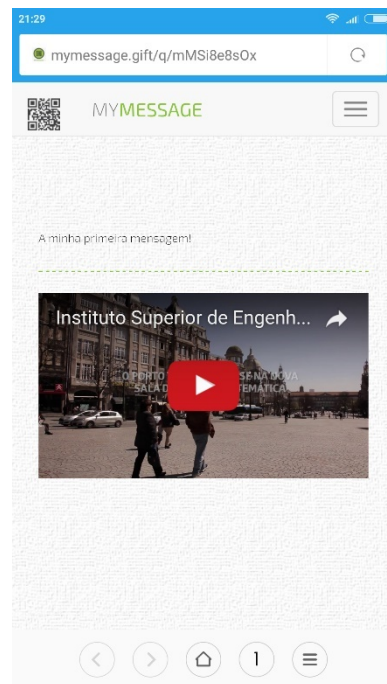 21:29
mymessage.gift/q/mMSi8e8sOx
MYMESSAGE
A minha primeira mensagem!
Instituto Superior de Engenh...
O PORTO SE NA NOVA
SALA D TEMÁTICA
1